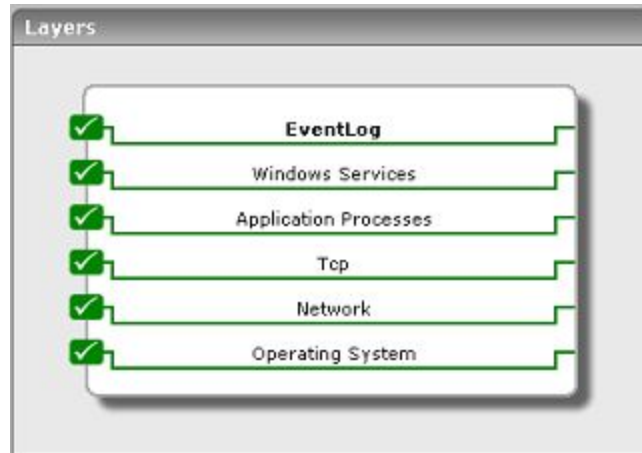 Layers
EventLog
Windows Services
Application Processes
Tcp
Network
Operating System